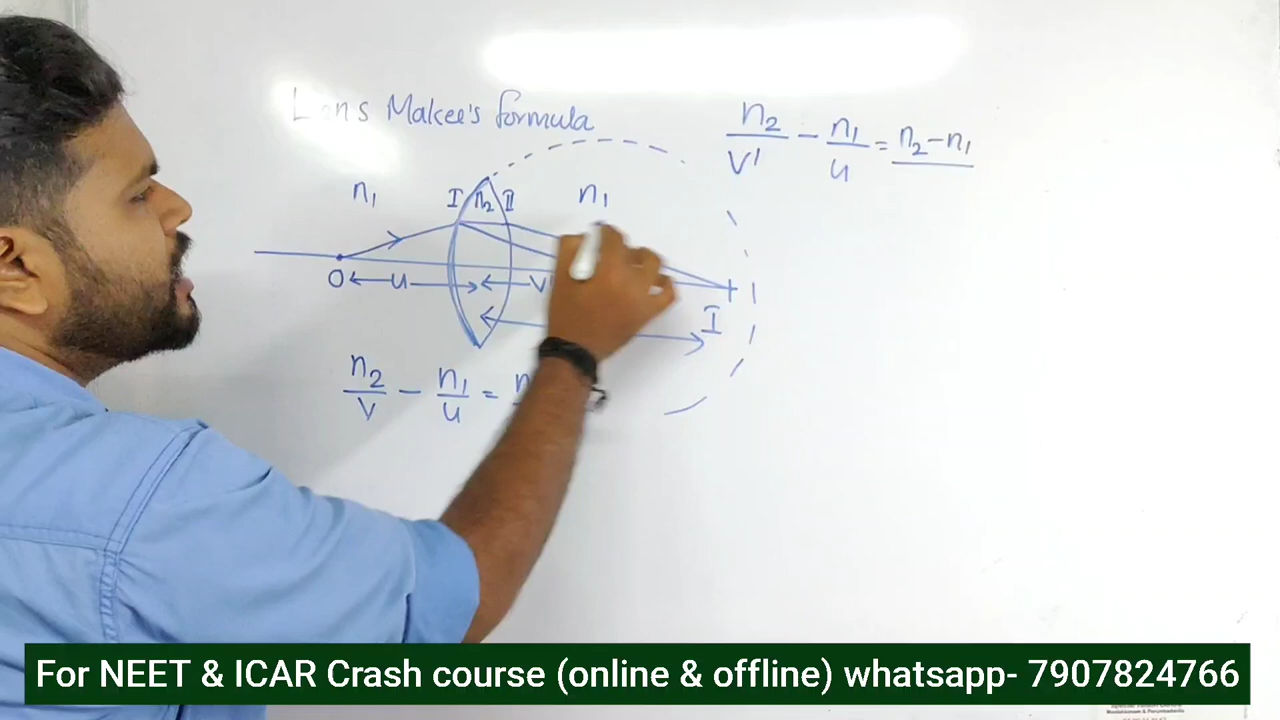 Lens Makee's formula
n₂/v' − n₁/u = n₂−n₁
n₁ I n₂ II n₁
O u v'
I
n₂/v − n₁/u = n
For NEET & ICAR Crash course (online & offline) whatsapp- 7907824766